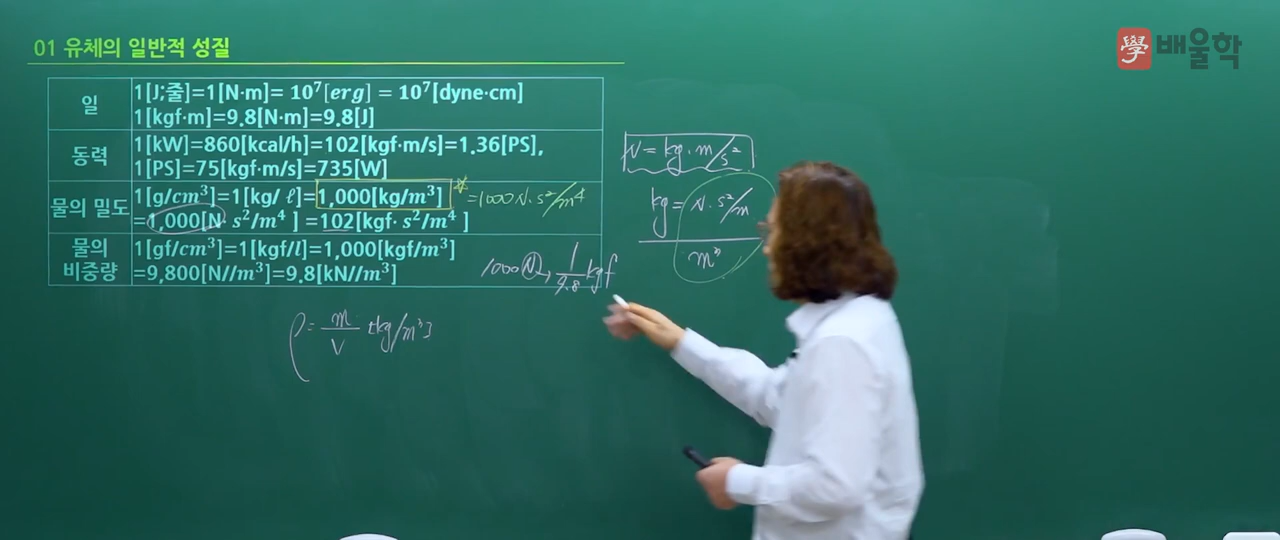 01 유체의 일반적 성질
學 배울학
일
1[J;줄]=1[N·m]= 10⁷[erg] = 10⁷[dyne·cm]
1[kgf·m]=9.8[N·m]=9.8[J]
동력
1[kW]=860[kcal/h]=102[kgf·m/s]=1.36[PS],
1[PS]=75[kgf·m/s]=735[W]
물의 밀도
1[g/cm³]=1[kg/ ℓ]=1,000[kg/m³]
=1000N·s²/m⁴
=1,000[N· s²/m⁴ ] =102[kgf· s²/m⁴ ]
물의
비중량
1[gf/cm³]=1[kgf/l]=1,000[kgf/m³]
=9,800[N//m³]=9.8[kN//m³]
1000 N → 1/9.8 kgf
ρ = m/V [kg/m³]
N = kg·m/s²
kg = N·s²/m
m³